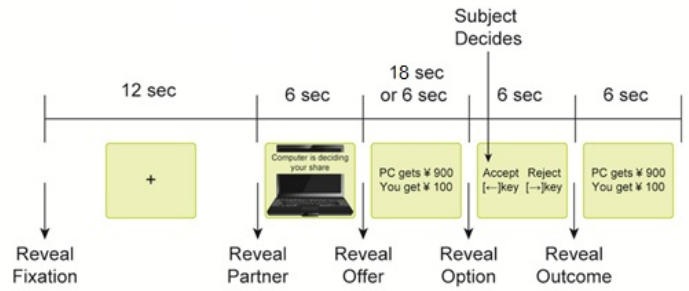 Subject
Decides
12 sec
6 sec
18 sec
or 6 sec
6 sec
6 sec
+
Computer is deciding
your share
PC gets ¥ 900
You get ¥ 100
Accept Reject
[←]key [→]key
PC gets ¥ 900
You get ¥ 100
Reveal
Fixation
Reveal
Partner
Reveal
Offer
Reveal
Option
Reveal
Outcome